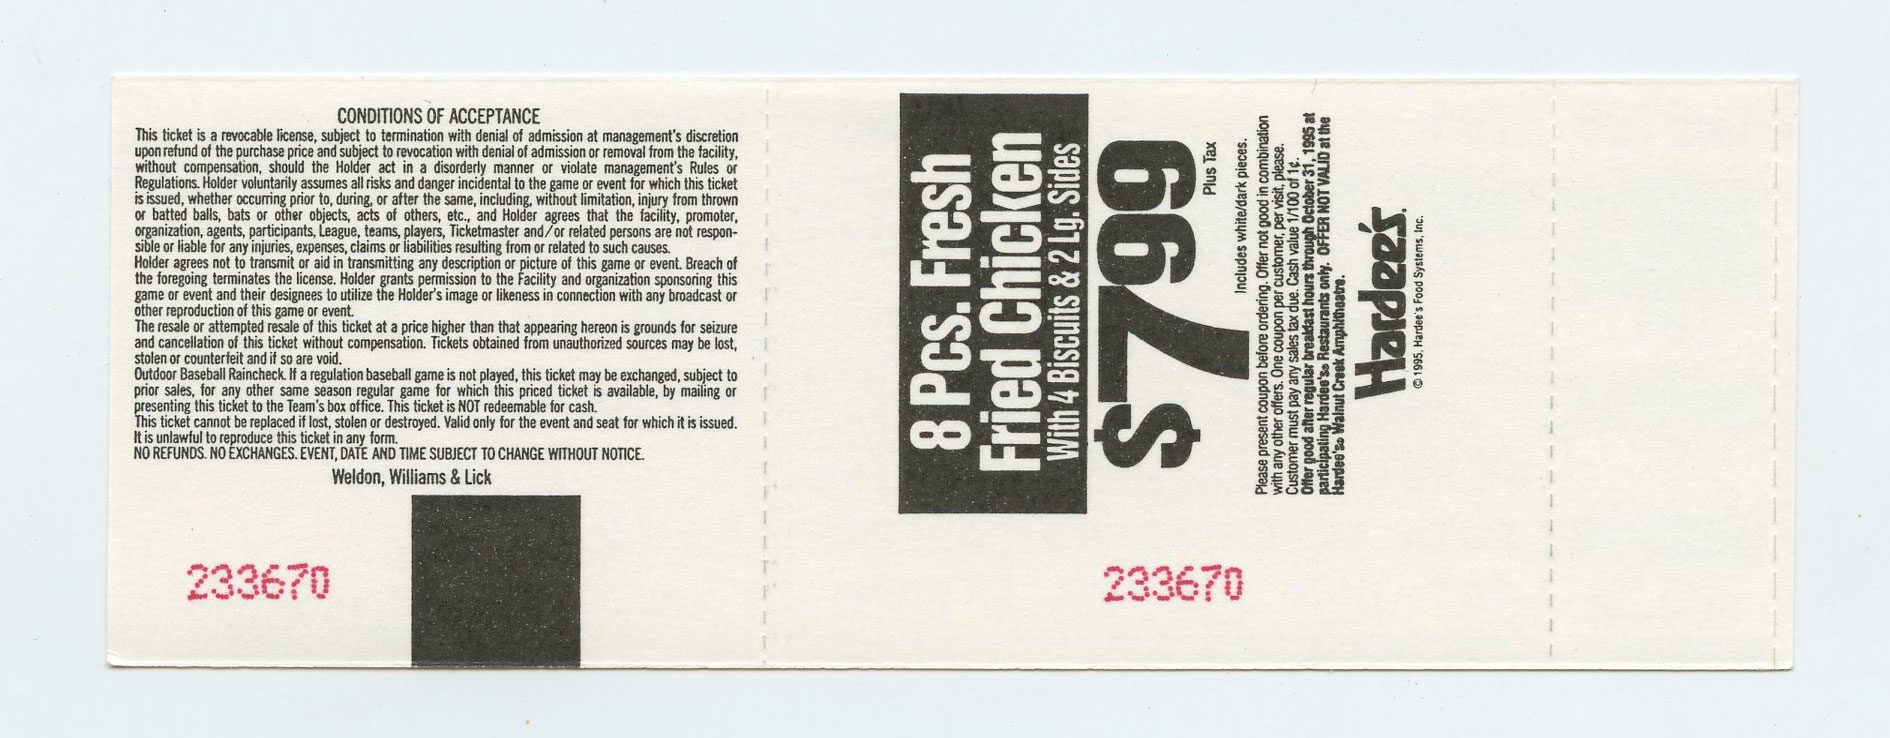 CONDITIONS OF ACCEPTANCE
This ticket is a revocable license, subject to termination with denial of admission at management's discretion
upon refund of the purchase price and subject to revocation with denial of admission or removal from the facility,
without compensation, should the Holder act in a disorderly manner or violate management's Rules or
Regulations. Holder voluntarily assumes all risks and danger incidental to the game or event for which this ticket
is issued, whether occurring prior to, during, or after the same, including, without limitation, injury from thrown
or batted balls, bats or other objects, acts of others, etc., and Holder agrees that the facility, promoter,
organization, agents, participants, League, teams, players, Ticketmaster and/or related persons are not respon-
sible or liable for any injuries, expenses, claims or liabilities resulting from or related to such causes.
Holder agrees not to transmit or aid in transmitting any description or picture of this game or event. Breach of
the foregoing terminates the license. Holder grants permission to the Facility and organization sponsoring this
game or event and their designees to utilize the Holder's image or likeness in connection with any broadcast or
other reproduction of this game or event.
The resale or attempted resale of this ticket at a price higher than that appearing hereon is grounds for seizure
and cancellation of this ticket without compensation. Tickets obtained from unauthorized sources may be lost,
stolen or counterfeit and if so are void.
Outdoor Baseball Raincheck. If a regulation baseball game is not played, this ticket may be exchanged, subject to
prior sales, for any other same season regular game for which this priced ticket is available, by mailing or
presenting this ticket to the Team's box office. This ticket is NOT redeemable for cash.
This ticket cannot be replaced if lost, stolen or destroyed. Valid only for the event and seat for which it is issued.
It is unlawful to reproduce this ticket in any form.
NO REFUNDS. NO EXCHANGES. EVENT, DATE AND TIME SUBJECT TO CHANGE WITHOUT NOTICE.
Weldon, Williams & Lick
233670
8 Pcs. Fresh
Fried Chicken
With 4 Biscuits & 2 Lg. Sides
$799
Plus Tax
Includes white/dark pieces.
Please present coupon before ordering. Offer not good in combination
with any other offers. One coupon per customer, per visit, please.
Customer must pay any sales tax due. Cash value 1/100 of 1¢.
Offer good after regular breakfast hours through October 31, 1995 at
participating Hardee's® Restaurants only. OFFER NOT VALID at the
Hardee's® Walnut Creek Amphitheatre.
Hardee's®
© 1995, Hardee's Food Systems, Inc.
233670